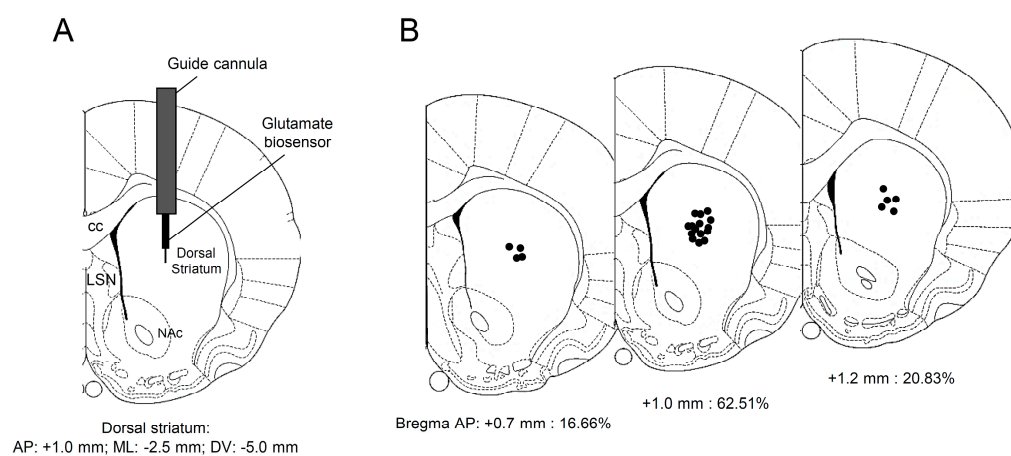 A
Guide cannula
Glutamate
biosensor
cc
Dorsal
Striatum
LSN
NAc
Dorsal striatum:
AP: +1.0 mm; ML: -2.5 mm; DV: -5.0 mm
B
Bregma AP: +0.7 mm : 16.66%
+1.0 mm : 62.51%
+1.2 mm : 20.83%